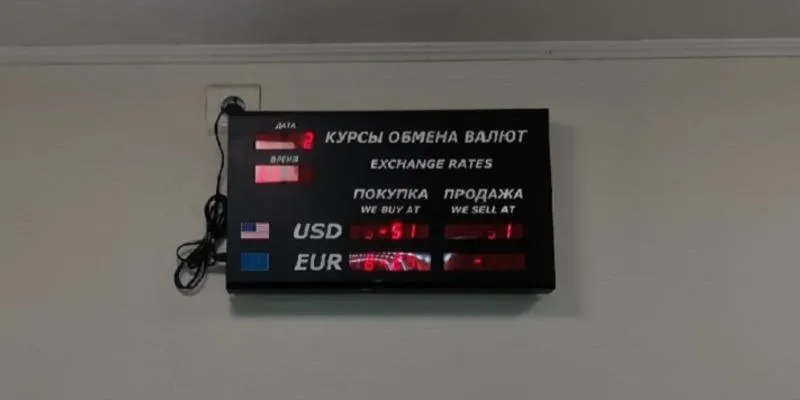 ДАТА
КУРСЫ ОБМЕНА ВАЛЮТ
ВРЕМЯ
EXCHANGE RATES
ПОКУПКА ПРОДАЖА
WE BUY AT WE SELL AT
USD
EUR